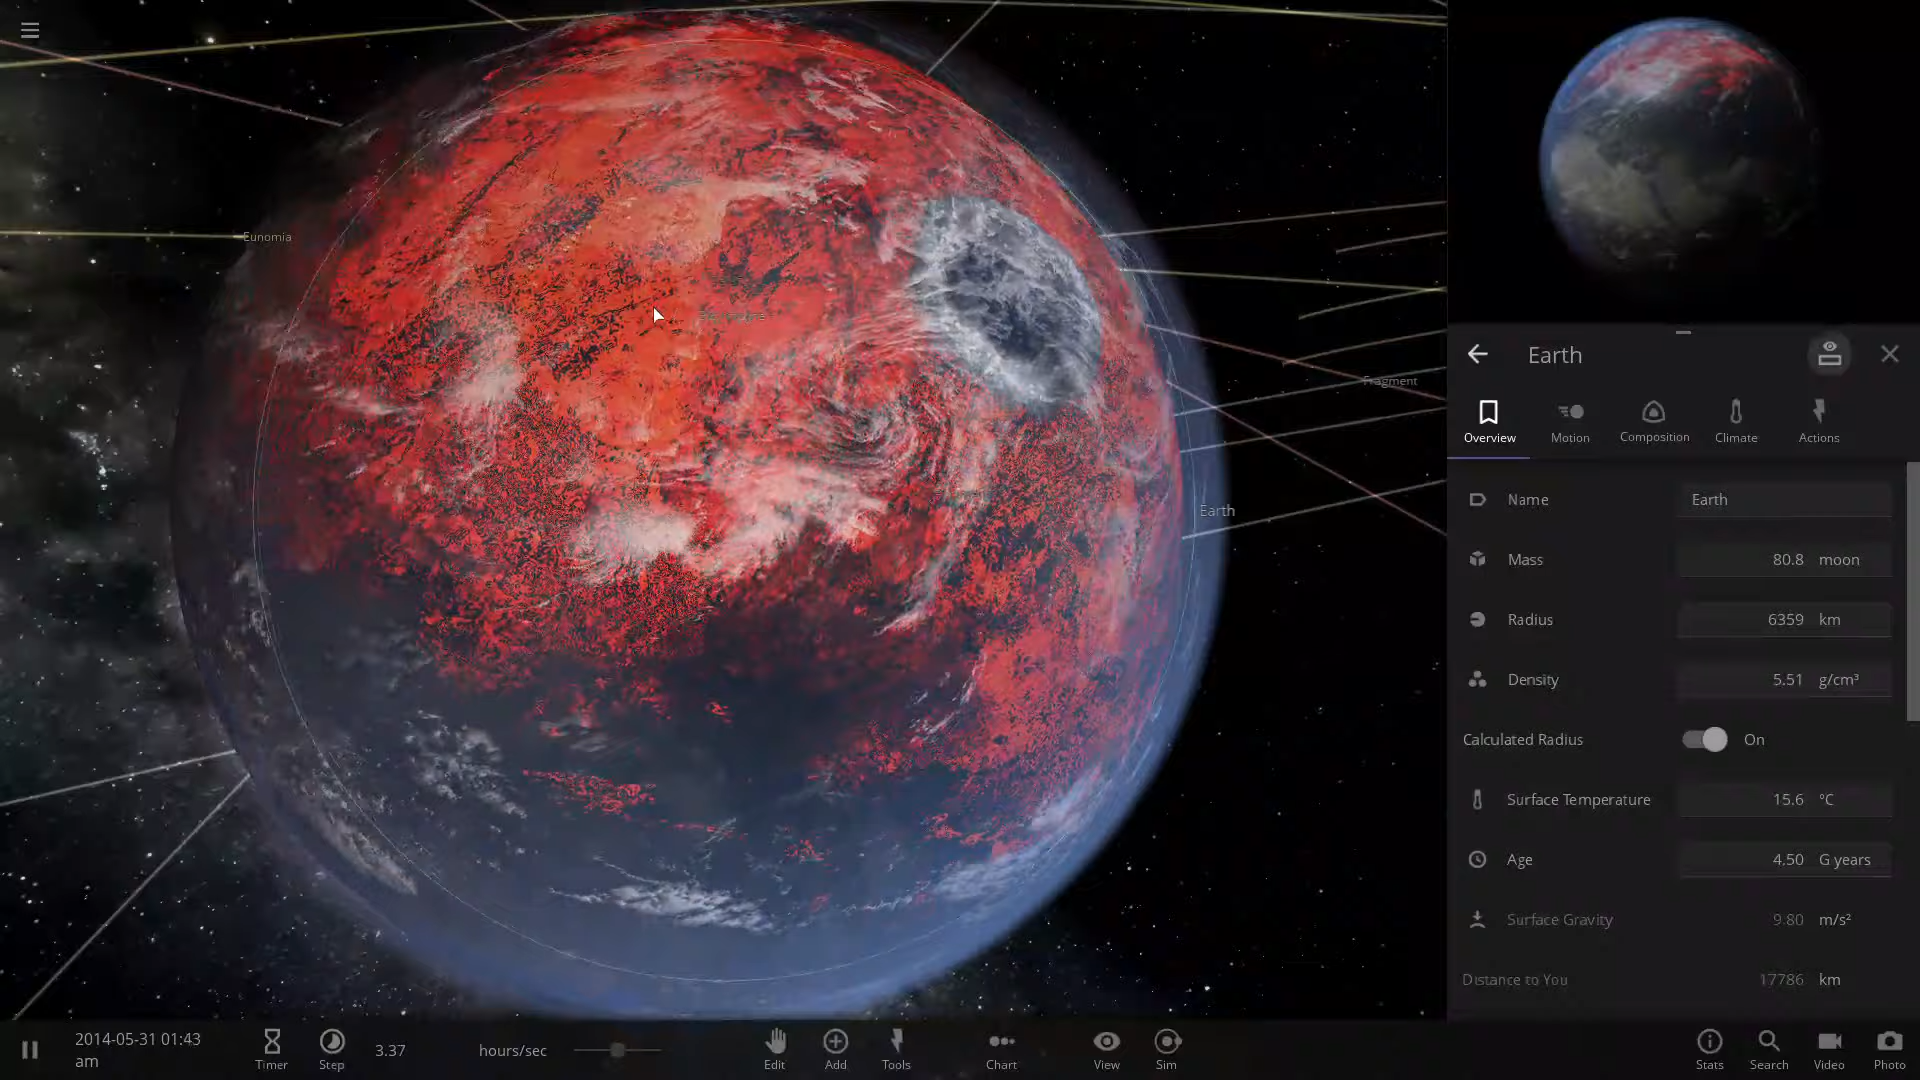 Eunomia
Fragment
Earth
Earth
Overview
Motion
Composition
Climate
Actions
Name Earth
Mass 80.8 moon
Radius 6359 km
Density 5.51 g/cm³
Calculated Radius On
Surface Temperature 15.6 °C
Age 4.50 G years
Surface Gravity 9.80 m/s²
Distance to You 17786 km
2014-05-31 01:43
am
Timer
Step
3.37 hours/sec
Edit
Add
Tools
Chart
View
Sim
Stats
Search
Video
Photo